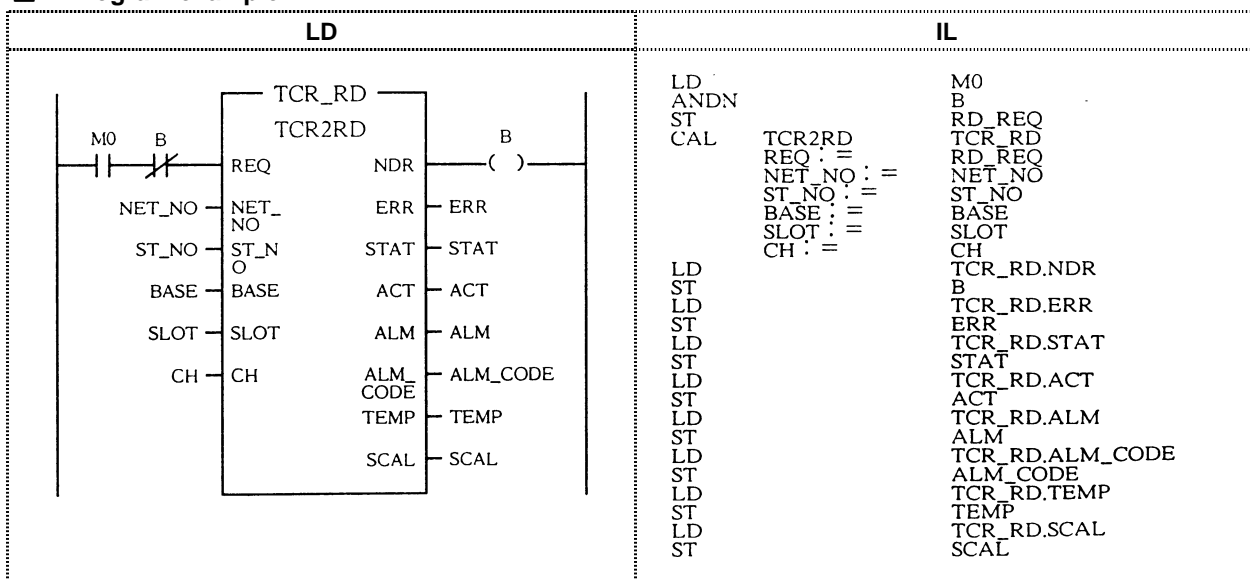 LD
IL
TCR_RD
TCR2RD
M0 B
B
REQ NDR
NET_NO NET_ NO ERR ERR
ST_NO ST_N O STAT STAT
BASE BASE ACT ACT
SLOT SLOT ALM ALM
CH CH ALM_ CODE ALM_CODE
TEMP TEMP
SCAL SCAL
LD M0
ANDN B
ST RD_REQ
CAL TCR2RD TCR_RD
REQ : = RD_REQ
NET_NO : = NET_NO
ST_NO : = ST_NO
BASE : = BASE
SLOT : = SLOT
CH : = CH
LD TCR_RD.NDR
ST B
LD TCR_RD.ERR
ST ERR
LD TCR_RD.STAT
ST STAT
LD TCR_RD.ACT
ST ACT
LD TCR_RD.ALM
ST ALM
LD TCR_RD.ALM_CODE
ST ALM_CODE
LD TCR_RD.TEMP
ST TEMP
LD TCR_RD.SCAL
ST SCAL